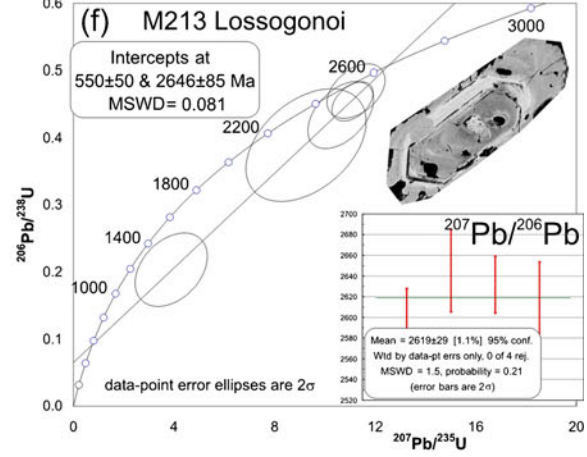 (f) M213 Lossogonoi
Intercepts at
550±50 & 2646±85 Ma
MSWD = 0.081
0.6
0.5
0.4
0.3
0.2
0.1
0.0
²⁰⁶Pb/²³⁸U
1000
1400
1800
2200
2600
3000
²⁰⁷Pb/²⁰⁶Pb
2700
2680
2660
2640
2620
2600
2580
2560
2540
2520
Mean = 2619±29 [1.1%] 95% conf.
Wtd by data-pt errs only, 0 of 4 rej.
MSWD = 1.5, probability = 0.21
(error bars are 2σ)
data-point error ellipses are 2σ
0 4 8 12 16 20
²⁰⁷Pb/²³⁵U